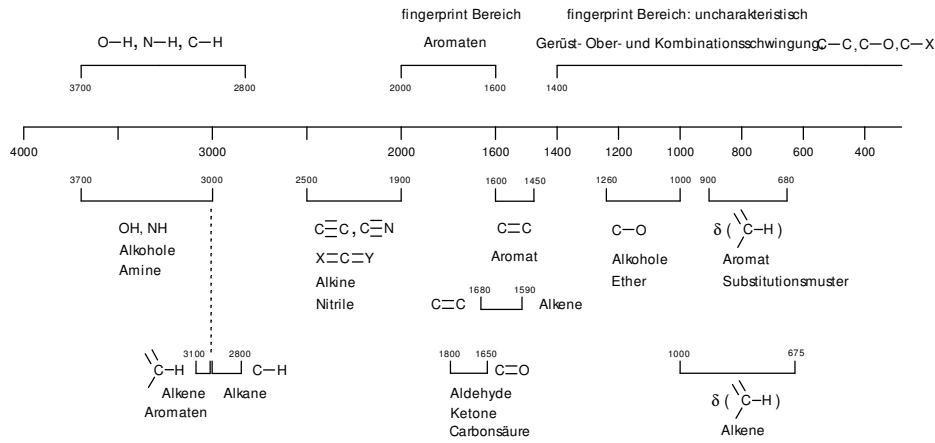 fingerprint Bereich
fingerprint Bereich: uncharakteristisch
O–H, N–H, C–H
Aromaten
Gerüst- Ober- und Kombinationsschwingung, C–C, C–O, C–X
3700
2800
2000
1600
1400
4000
3000
2000
1600
1400
1200
1000
800
600
400
3700
3000
2500
1900
1600
1450
1260
1000
900
680
OH, NH
Alkohole
Amine
C≡C, C≡N
X=C=Y
Alkine
Nitrile
C=C
Aromat
C–O
Alkohole
Ether
δ ( C–H )
Aromat
Substitutionsmuster
C=C
1680
1590
Alkene
C–H
3100
2800
C–H
Alkene
Aromaten
Alkane
1800
1650
C=O
Aldehyde
Ketone
Carbonsäure
1000
675
δ ( C–H )
Alkene